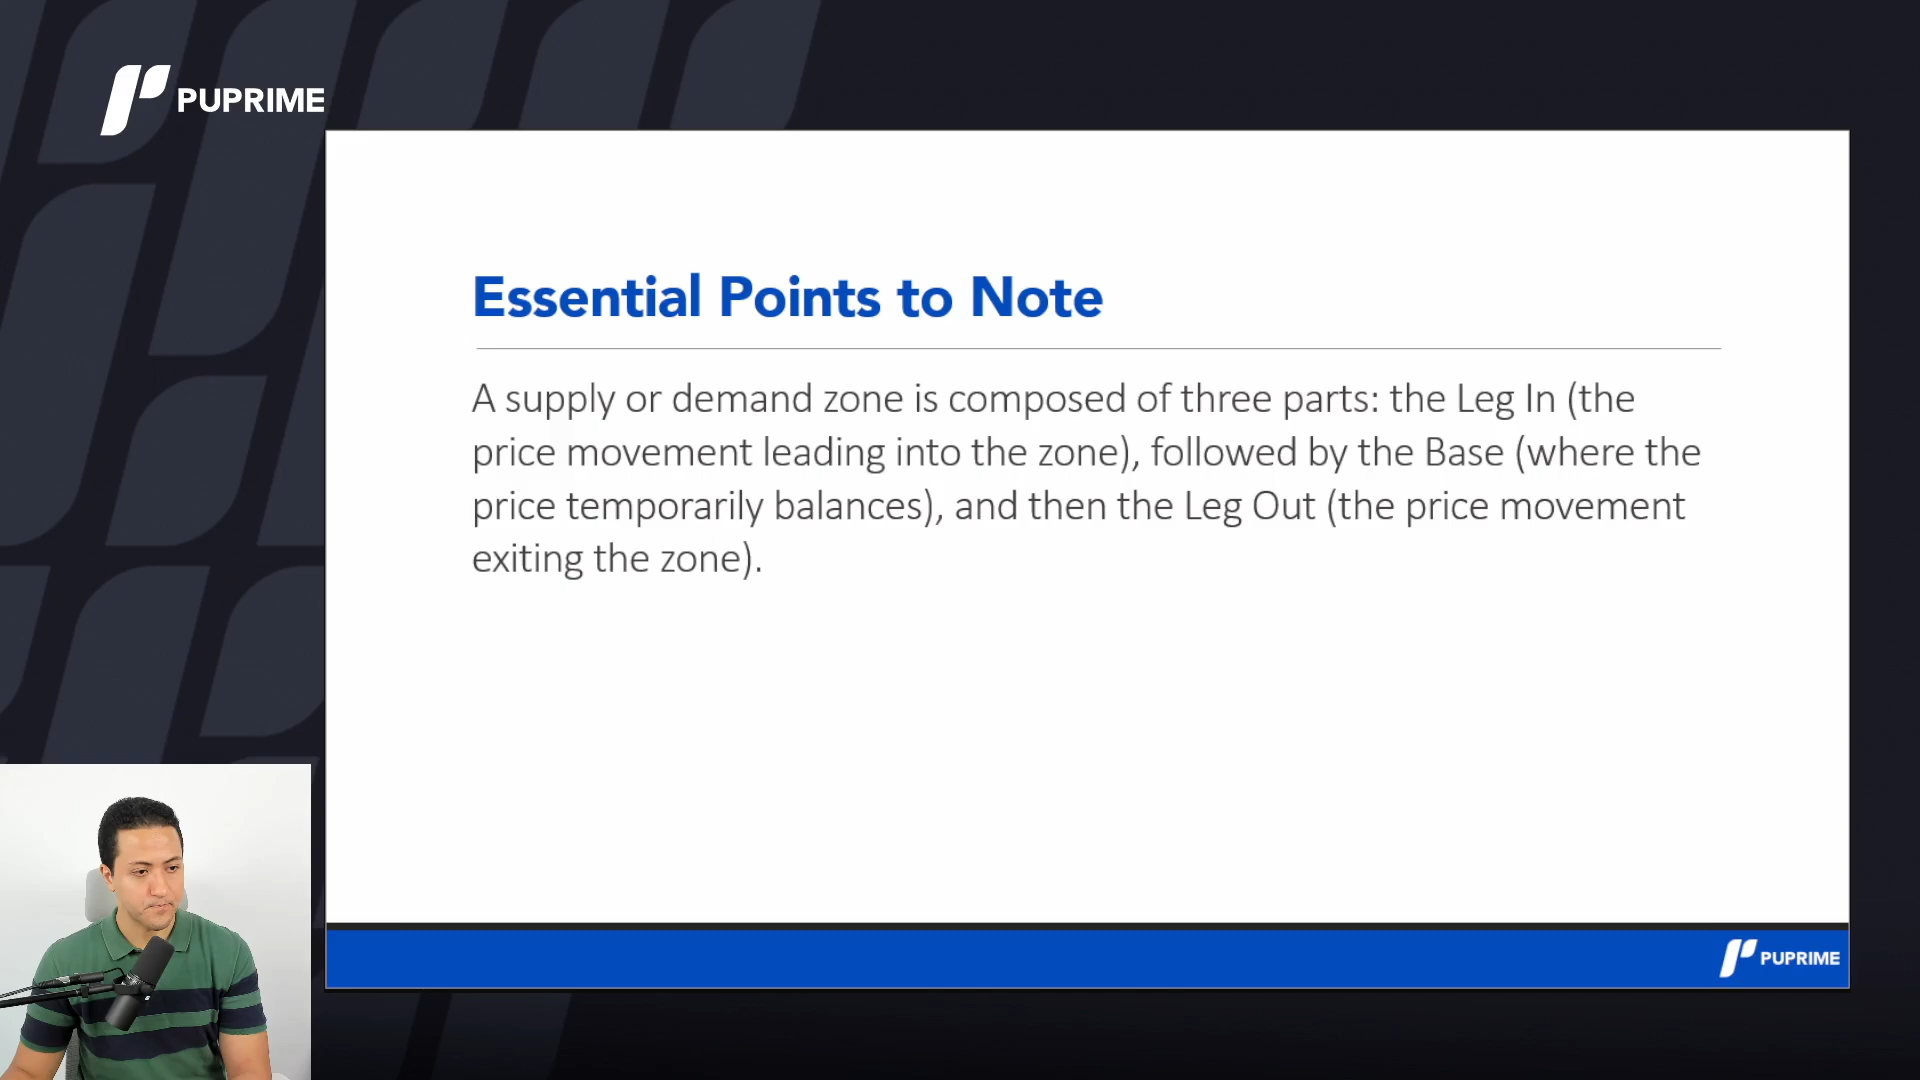 PUPRIME
Essential Points to Note
A supply or demand zone is composed of three parts: the Leg In (the
price movement leading into the zone), followed by the Base (where the
price temporarily balances), and then the Leg Out (the price movement
exiting the zone).
PUPRIME